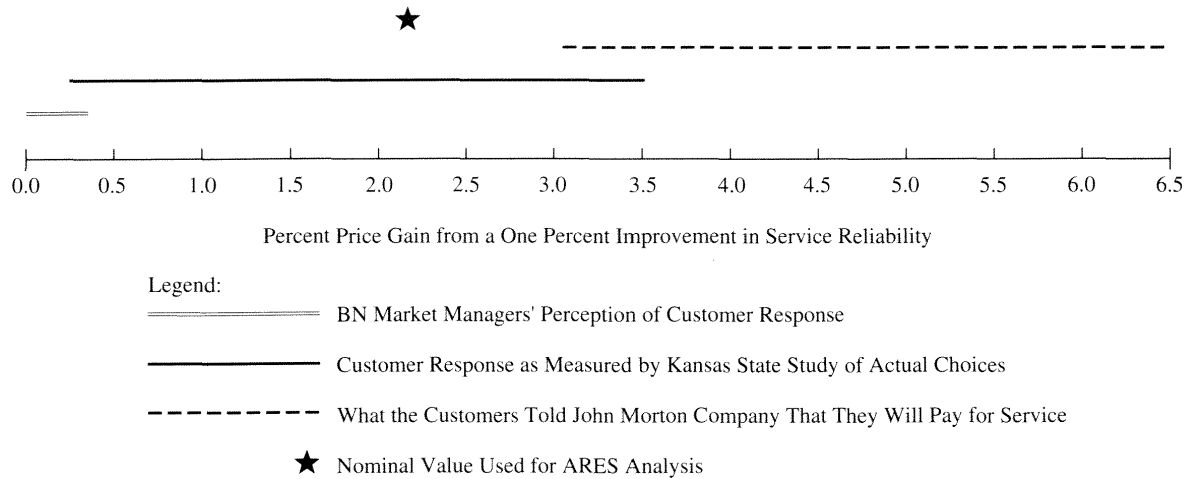 0.0 0.5 1.0 1.5 2.0 2.5 3.0 3.5 4.0 4.5 5.0 5.5 6.0 6.5
Percent Price Gain from a One Percent Improvement in Service Reliability
Legend:
BN Market Managers' Perception of Customer Response
Customer Response as Measured by Kansas State Study of Actual Choices
What the Customers Told John Morton Company That They Will Pay for Service
Nominal Value Used for ARES Analysis